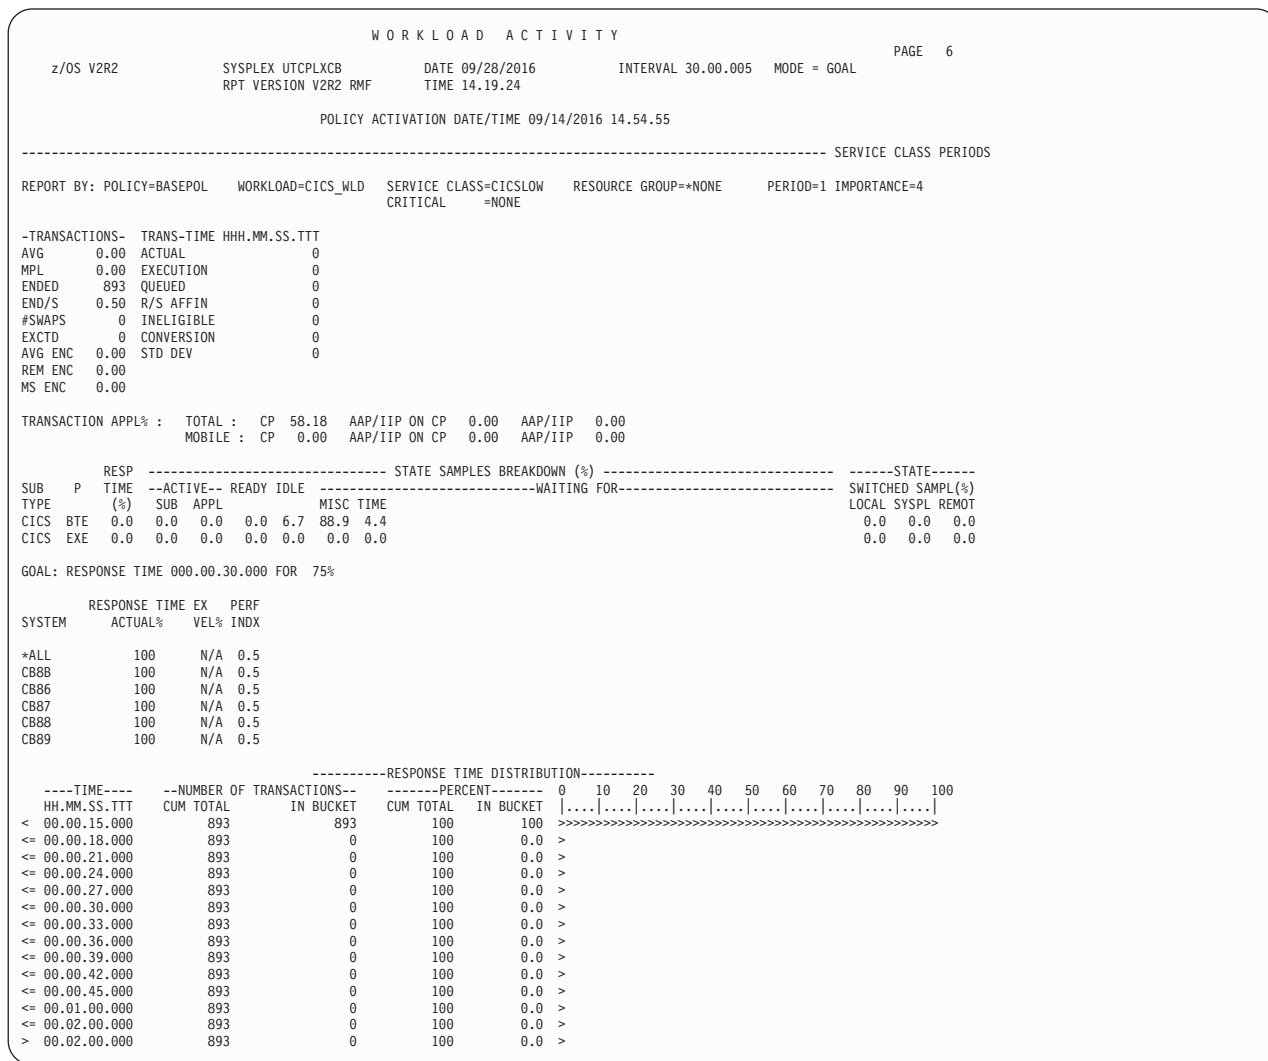 W O R K L O A D   A C T I V I T Y
PAGE 6
z/OS V2R2 SYSPLEX UTCPLXCB DATE 09/28/2016 INTERVAL 30.00.005 MODE = GOAL
RPT VERSION V2R2 RMF TIME 14.19.24
POLICY ACTIVATION DATE/TIME 09/14/2016 14.54.55
------------------------------------------------------------------------------------------------------------ SERVICE CLASS PERIODS
REPORT BY: POLICY=BASEPOL WORKLOAD=CICS_WLD SERVICE CLASS=CICSLOW RESOURCE GROUP=*NONE PERIOD=1 IMPORTANCE=4
CRITICAL =NONE
-TRANSACTIONS- TRANS-TIME HHH.MM.SS.TTT
AVG 0.00 ACTUAL 0
MPL 0.00 EXECUTION 0
ENDED 893 QUEUED 0
END/S 0.50 R/S AFFIN 0
#SWAPS 0 INELIGIBLE 0
EXCTD 0 CONVERSION 0
AVG ENC 0.00 STD DEV 0
REM ENC 0.00
MS ENC 0.00
TRANSACTION APPL% : TOTAL : CP 58.18 AAP/IIP ON CP 0.00 AAP/IIP 0.00
MOBILE : CP 0.00 AAP/IIP ON CP 0.00 AAP/IIP 0.00
RESP -------------------------------- STATE SAMPLES BREAKDOWN (%) ------------------------------- ------STATE------
SUB P TIME --ACTIVE-- READY IDLE -----------------------------WAITING FOR----------------------------- SWITCHED SAMPL(%)
TYPE (%) SUB APPL MISC TIME LOCAL SYSPL REMOT
CICS BTE 0.0 0.0 0.0 0.0 6.7 88.9 4.4 0.0 0.0 0.0
CICS EXE 0.0 0.0 0.0 0.0 0.0 0.0 0.0 0.0 0.0 0.0
GOAL: RESPONSE TIME 000.00.30.000 FOR 75%
RESPONSE TIME EX PERF
SYSTEM ACTUAL% VEL% INDX
*ALL 100 N/A 0.5
CB8B 100 N/A 0.5
CB86 100 N/A 0.5
CB87 100 N/A 0.5
CB88 100 N/A 0.5
CB89 100 N/A 0.5
----------RESPONSE TIME DISTRIBUTION----------
----TIME---- --NUMBER OF TRANSACTIONS-- -------PERCENT------- 0 10 20 30 40 50 60 70 80 90 100
HH.MM.SS.TTT CUM TOTAL IN BUCKET CUM TOTAL IN BUCKET |....|....|....|....|....|....|....|....|....|....|
< 00.00.15.000 893 893 100 100 >>>>>>>>>>>>>>>>>>>>>>>>>>>>>>>>>>>>>>>>>>>>>>>>>>>
<= 00.00.18.000 893 0 100 0.0 >
<= 00.00.21.000 893 0 100 0.0 >
<= 00.00.24.000 893 0 100 0.0 >
<= 00.00.27.000 893 0 100 0.0 >
<= 00.00.30.000 893 0 100 0.0 >
<= 00.00.33.000 893 0 100 0.0 >
<= 00.00.36.000 893 0 100 0.0 >
<= 00.00.39.000 893 0 100 0.0 >
<= 00.00.42.000 893 0 100 0.0 >
<= 00.00.45.000 893 0 100 0.0 >
<= 00.01.00.000 893 0 100 0.0 >
<= 00.02.00.000 893 0 100 0.0 >
> 00.02.00.000 893 0 100 0.0 >